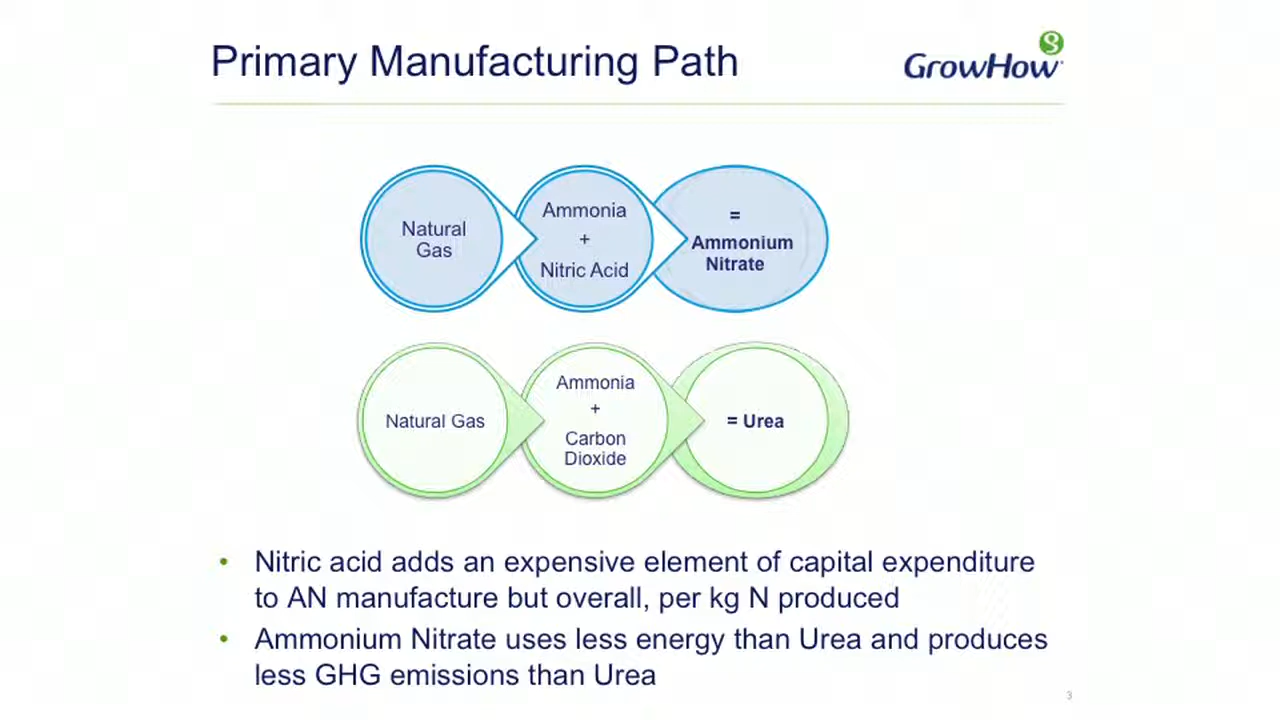 Primary Manufacturing Path
GrowHow
Natural
Gas
Ammonia
+
Nitric Acid
=
Ammonium
Nitrate
Natural Gas
Ammonia
+
Carbon
Dioxide
= Urea
• Nitric acid adds an expensive element of capital expenditure
to AN manufacture but overall, per kg N produced
• Ammonium Nitrate uses less energy than Urea and produces
less GHG emissions than Urea
3